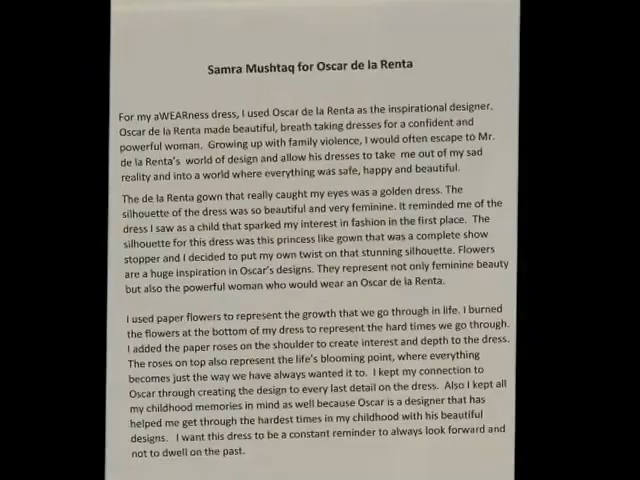 Samra Mushtaq for Oscar de la Renta
For my aWEARness dress, I used Oscar de la Renta as the inspirational designer.
Oscar de la Renta made beautiful, breath taking dresses for a confident and
powerful woman. Growing up with family violence, I would often escape to Mr.
de la Renta's world of design and allow his dresses to take me out of my sad
reality and into a world where everything was safe, happy and beautiful.
The de la Renta gown that really caught my eyes was a golden dress. The
silhouette of the dress was so beautiful and very feminine. It reminded me of the
dress I saw as a child that sparked my interest in fashion in the first place. The
silhouette for this dress was this princess like gown that was a complete show
stopper and I decided to put my own twist on that stunning silhouette. Flowers
are a huge inspiration in Oscar's designs. They represent not only feminine beauty
but also the powerful woman who would wear an Oscar de la Renta.
I used paper flowers to represent the growth that we go through in life. I burned
the flowers at the bottom of my dress to represent the hard times we go through.
I added the paper roses on the shoulder to create interest and depth to the dress.
The roses on top also represent the life's blooming point, where everything
becomes just the way we have always wanted it to. I kept my connection to
Oscar through creating the design to every last detail on the dress. Also I kept all
my childhood memories in mind as well because Oscar is a designer that has
helped me get through the hardest times in my childhood with his beautiful
designs. I want this dress to be a constant reminder to always look forward and
not to dwell on the past.